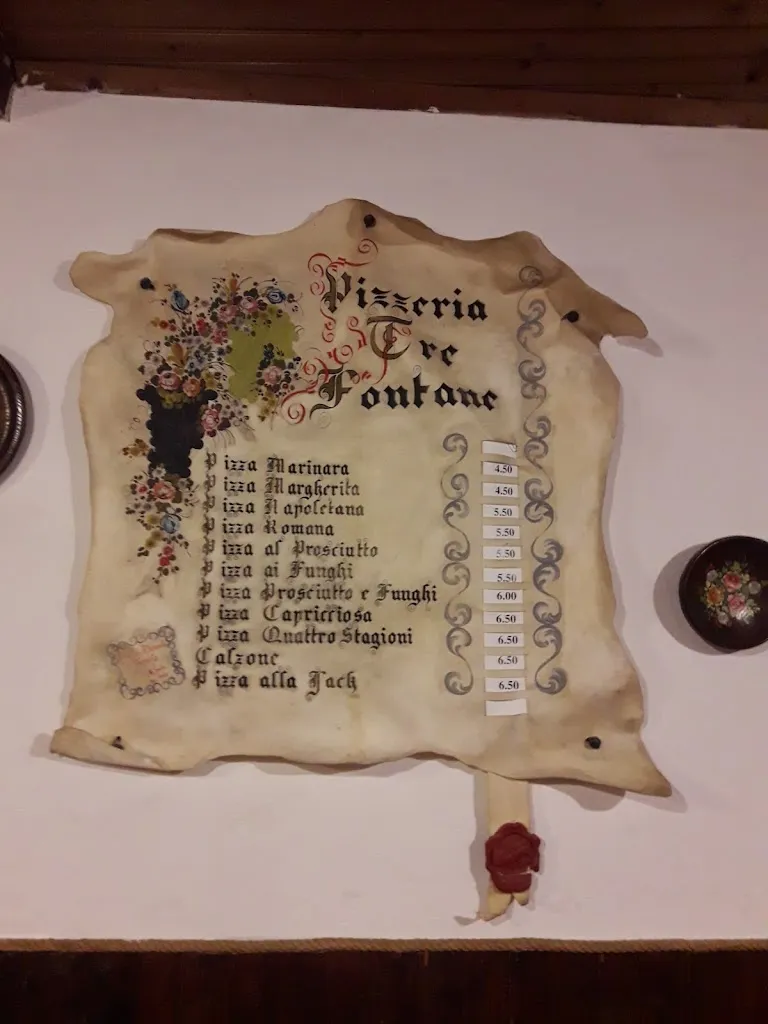 Pizzeria
Tre
Fontane
Pizza Marinara 4.50
Pizza Margherita 4.50
Pizza Napoletana 5.50
Pizza Romana 5.50
Pizza al Prosciutto 5.50
Pizza ai Funghi 5.50
Pizza Prosciutto e Funghi 6.00
Pizza Capricciosa 6.50
Pizza Quattro Stagioni 6.50
Calzone 6.50
Pizza alla Jack 6.50